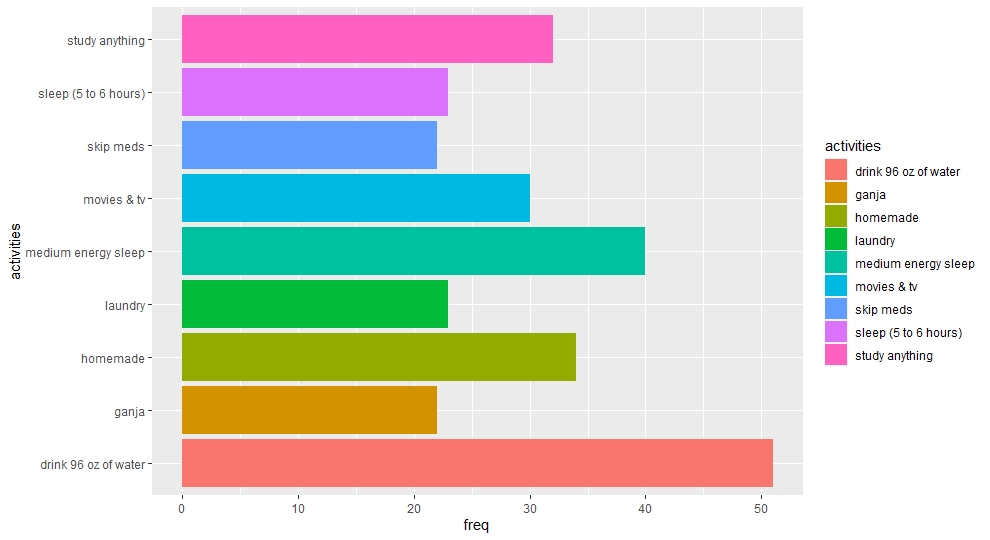 activities
study anything
sleep (5 to 6 hours)
skip meds
movies & tv
medium energy sleep
laundry
homemade
ganja
drink 96 oz of water
0 10 20 30 40 50
freq
activities
drink 96 oz of water
ganja
homemade
laundry
medium energy sleep
movies & tv
skip meds
sleep (5 to 6 hours)
study anything